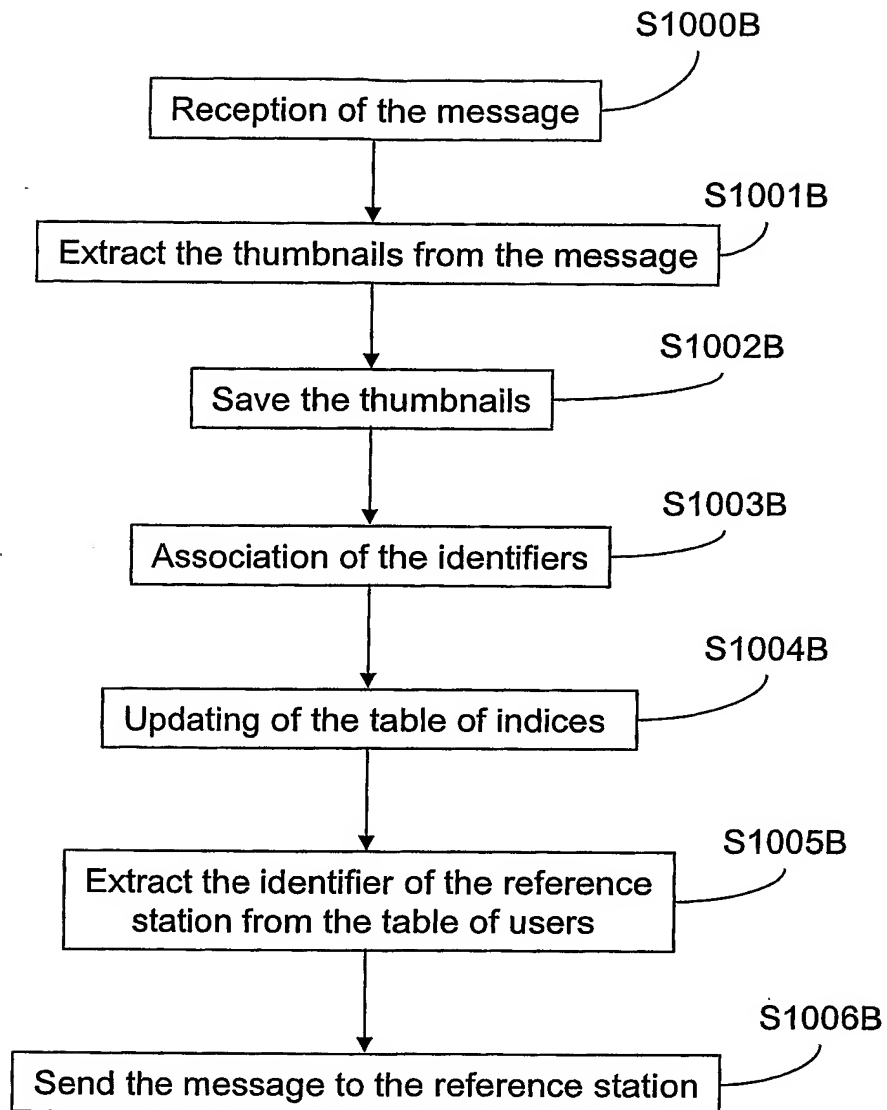 S1000B
Reception of the message
S1001B
Extract the thumbnails from the message
S1002B
Save the thumbnails
S1003B
Association of the identifiers
S1004B
Updating of the table of indices
S1005B
Extract the identifier of the reference
station from the table of users
S1006B
Send the message to the reference station